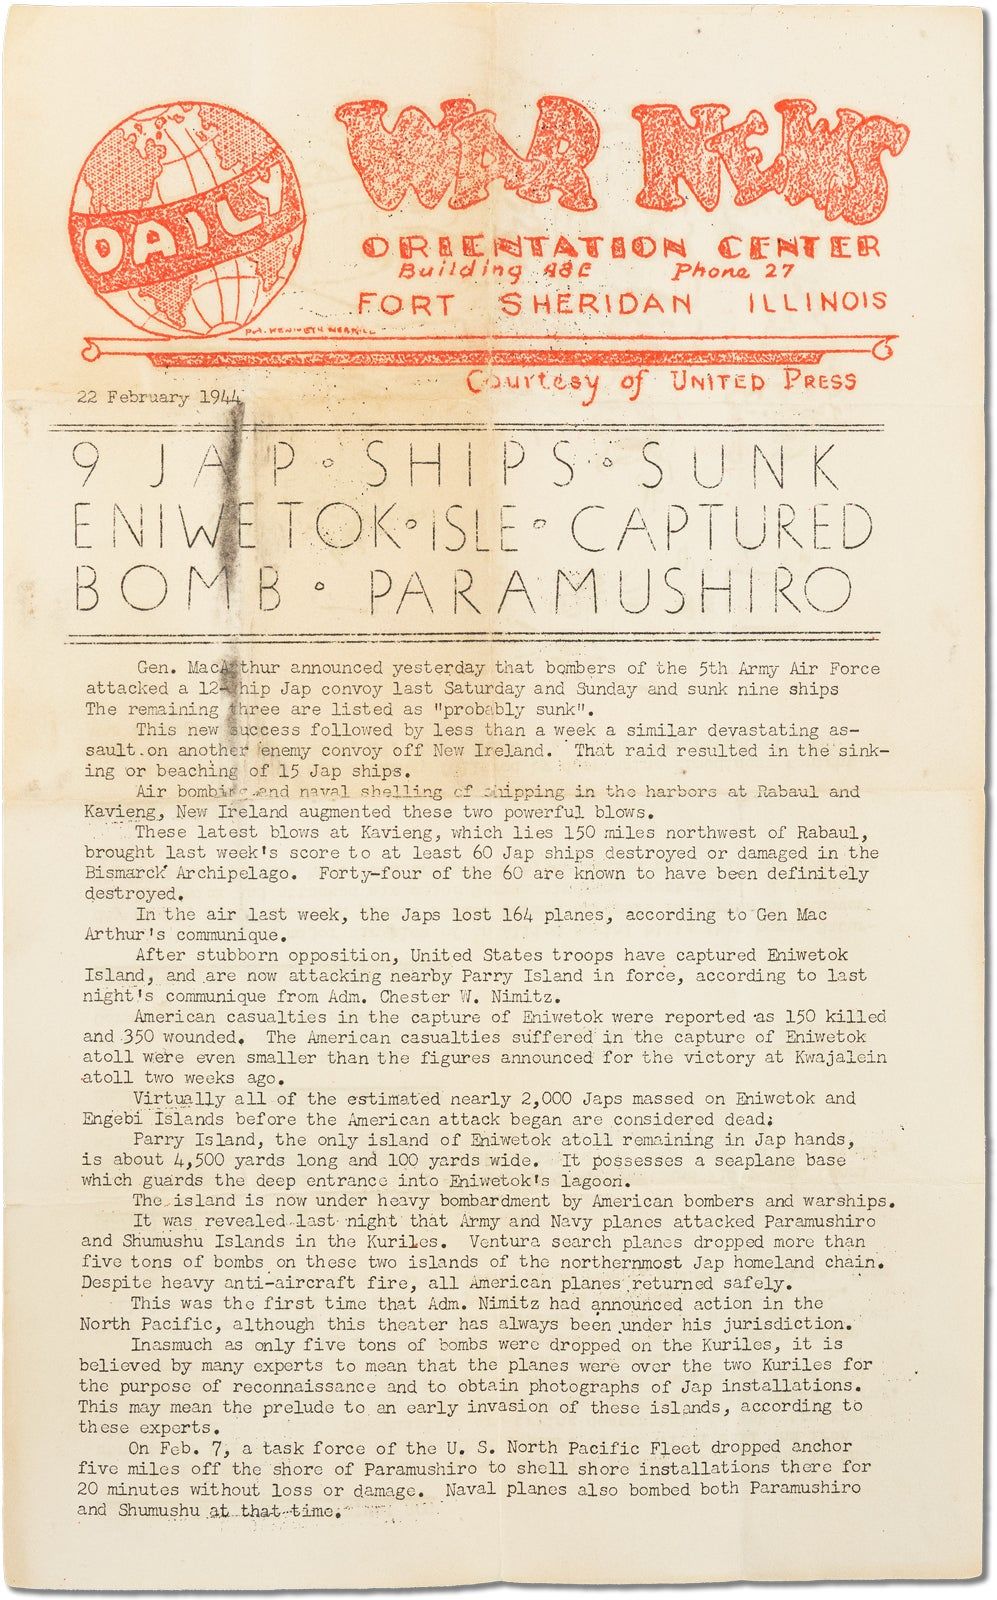 DAILY
WAR NEWS
ORIENTATION CENTER
Building A8E Phone 27
FORT SHERIDAN ILLINOIS
Courtesy of UNITED PRESS
22 February 1944
9 JAP SHIPS SUNK
ENIWETOK ISLE CAPTURED
BOMB PARAMUSHIRO
Gen. MacArthur announced yesterday that bombers of the 5th Army Air Force
attacked a 12-ship Jap convoy last Saturday and Sunday and sunk nine ships
The remaining three are listed as "probably sunk".
This new success followed by less than a week a similar devastating as-
sault on another enemy convoy off New Ireland. That raid resulted in the sink-
ing or beaching of 15 Jap ships.
Air bombing and naval shelling of shipping in the harbors at Rabaul and
Kavieng, New Ireland augmented these two powerful blows.
These latest blows at Kavieng, which lies 150 miles northwest of Rabaul,
brought last week's score to at least 60 Jap ships destroyed or damaged in the
Bismarck Archipelago. Forty-four of the 60 are known to have been definitely
destroyed.
In the air last week, the Japs lost 164 planes, according to Gen Mac
Arthur's communique.
After stubborn opposition, United States troops have captured Eniwetok
Island, and are now attacking nearby Parry Island in force, according to last
night's communique from Adm. Chester W. Nimitz.
American casualties in the capture of Eniwetok were reported as 150 killed
and 350 wounded. The American casualties suffered in the capture of Eniwetok
atoll were even smaller than the figures announced for the victory at Kwajalein
atoll two weeks ago.
Virtually all of the estimated nearly 2,000 Japs massed on Eniwetok and
Engebi Islands before the American attack began are considered dead.
Parry Island, the only island of Eniwetok atoll remaining in Jap hands,
is about 4,500 yards long and 100 yards wide. It possesses a seaplane base
which guards the deep entrance into Eniwetok's lagoon.
The island is now under heavy bombardment by American bombers and warships.
It was revealed last night that Army and Navy planes attacked Paramushiro
and Shumushu Islands in the Kuriles. Ventura search planes dropped more than
five tons of bombs on these two islands of the northernmost Jap homeland chain.
Despite heavy anti-aircraft fire, all American planes returned safely.
This was the first time that Adm. Nimitz had announced action in the
North Pacific, although this theater has always been under his jurisdiction.
Inasmuch as only five tons of bombs were dropped on the Kuriles, it is
believed by many experts to mean that the planes were over the two Kuriles for
the purpose of reconnaissance and to obtain photographs of Jap installations.
This may mean the prelude to an early invasion of these islands, according to
these experts.
On Feb. 7, a task force of the U. S. North Pacific Fleet dropped anchor
five miles off the shore of Paramushiro to shell shore installations there for
20 minutes without loss or damage. Naval planes also bombed both Paramushiro
and Shumushu at that time.